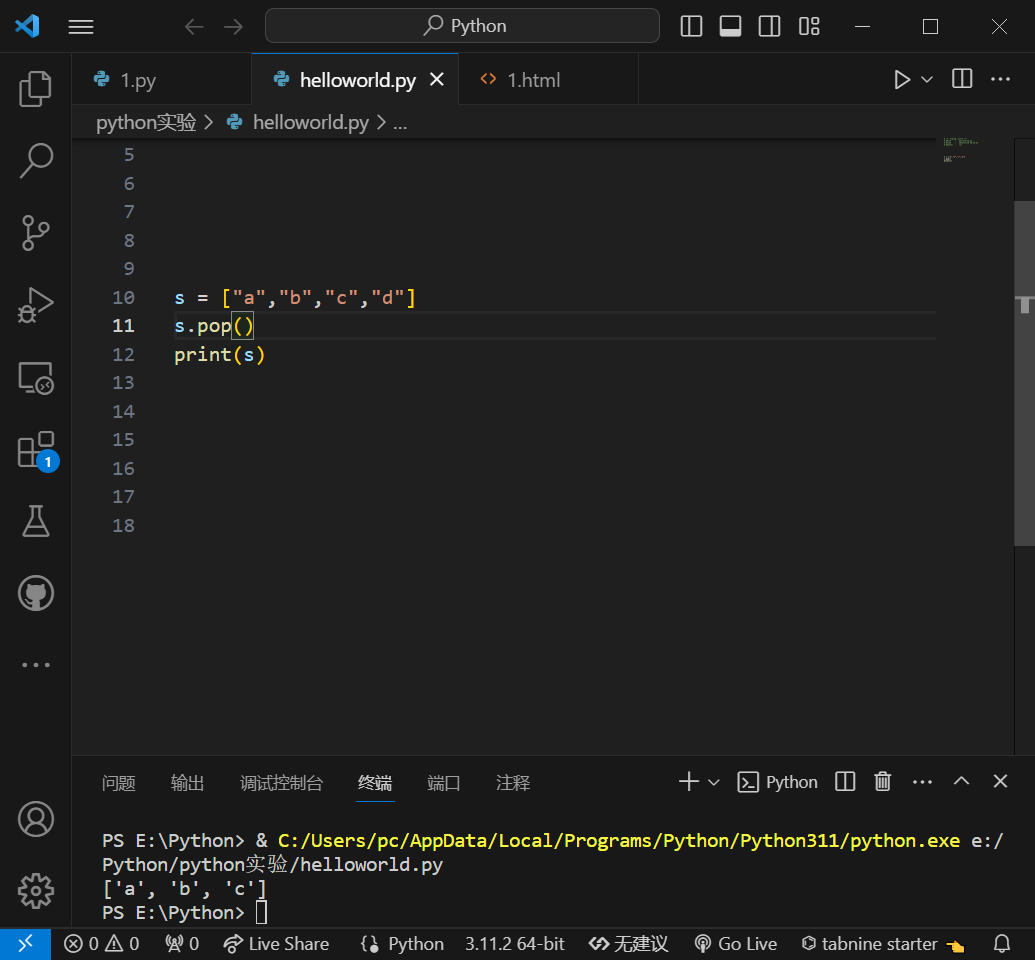 Python
1.py
helloworld.py
1.html
python实验 > helloworld.py > ...
5
6
7
8
9
10 s = ["a","b","c","d"]
11 s.pop()
12 print(s)
13
14
15
16
17
18
1
问题 输出 调试控制台 终端 端口 注释 Python
PS E:\Python> & C:/Users/pc/AppData/Local/Programs/Python/Python311/python.exe e:/
Python/python实验/helloworld.py
['a', 'b', 'c']
PS E:\Python>
0 0 0 Live Share Python 3.11.2 64-bit 无建议 Go Live tabnine starter